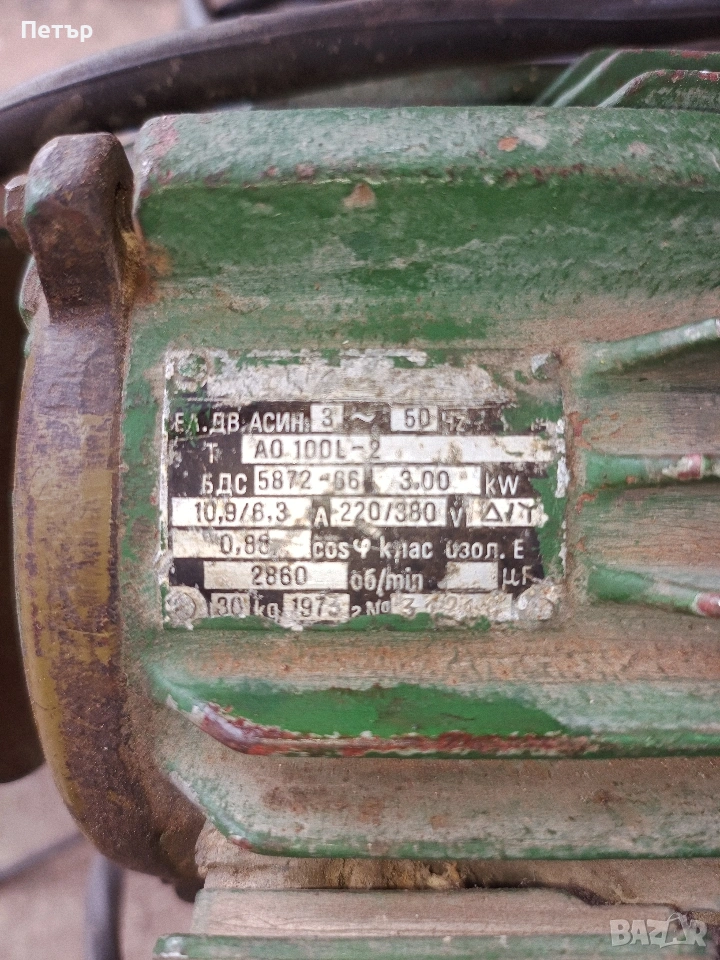 Петър
ЕЛ. ДВ. АСИН. 3 ~ 50 Hz
Т АО 100L-2
БДС 5872-66 3.00 kW
10,9/6,3 А 220/380 V Δ/Y
0,88 cosφ клас изол. Е
2860 об/min μF
30 kg 1973 г №
BAZAR